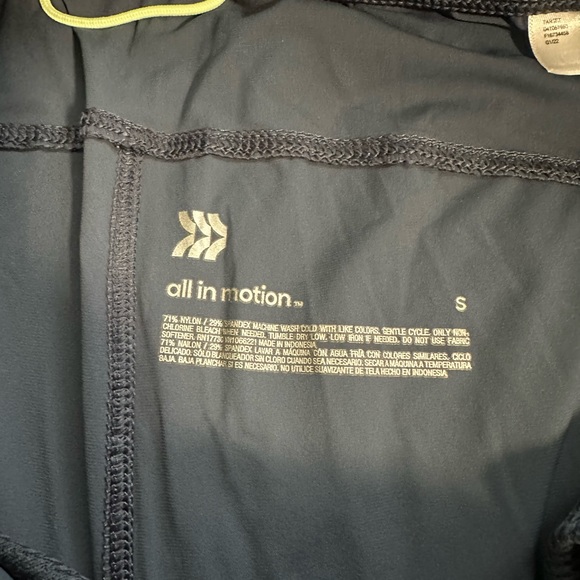 TARGET
all in motion™
S
71% NYLON / 29% SPANDEX MACHINE WASH COLD WITH LIKE COLORS. GENTLE CYCLE. ONLY NON-
CHLORINE BLEACH WHEN NEEDED. TUMBLE DRY LOW. LOW IRON IF NEEDED. DO NOT USE FABRIC
SOFTENER. MADE IN INDONESIA.
71% NAILON / 29% SPANDEX LAVAR A MÁQUINA CON AGUA FRÍA CON COLORES SIMILARES. CICLO
DELICADO. SÓLO BLANQUEADOR SIN CLORO CUANDO SEA NECESARIO. SECAR A MÁQUINA A TEMPERATURA
BAJA. BAJA PLANCHAR SI ES NECESARIO. NO UTILICE SUAVIZANTE DE TELA HECHO EN INDONESIA